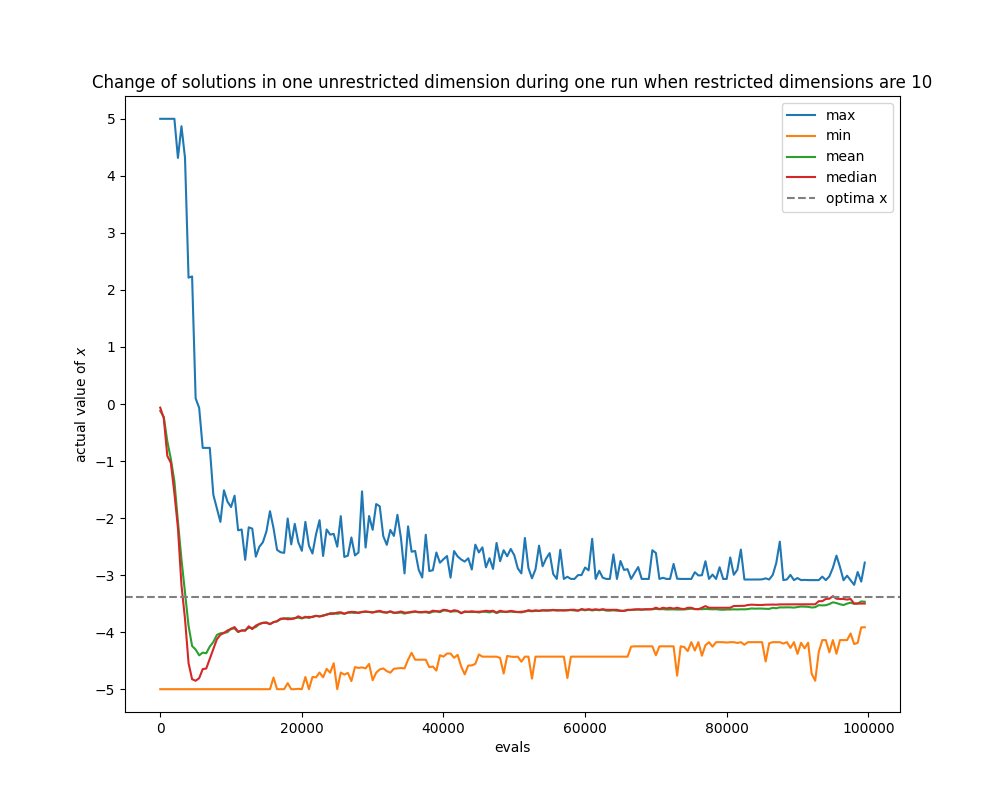 Change of solutions in one unrestricted dimension during one run when restricted dimensions are 10
max
min
mean
median
optima x
5
4
3
2
1
0
−1
−2
−3
−4
−5
actual value of x
0 20000 40000 60000 80000 100000
evals